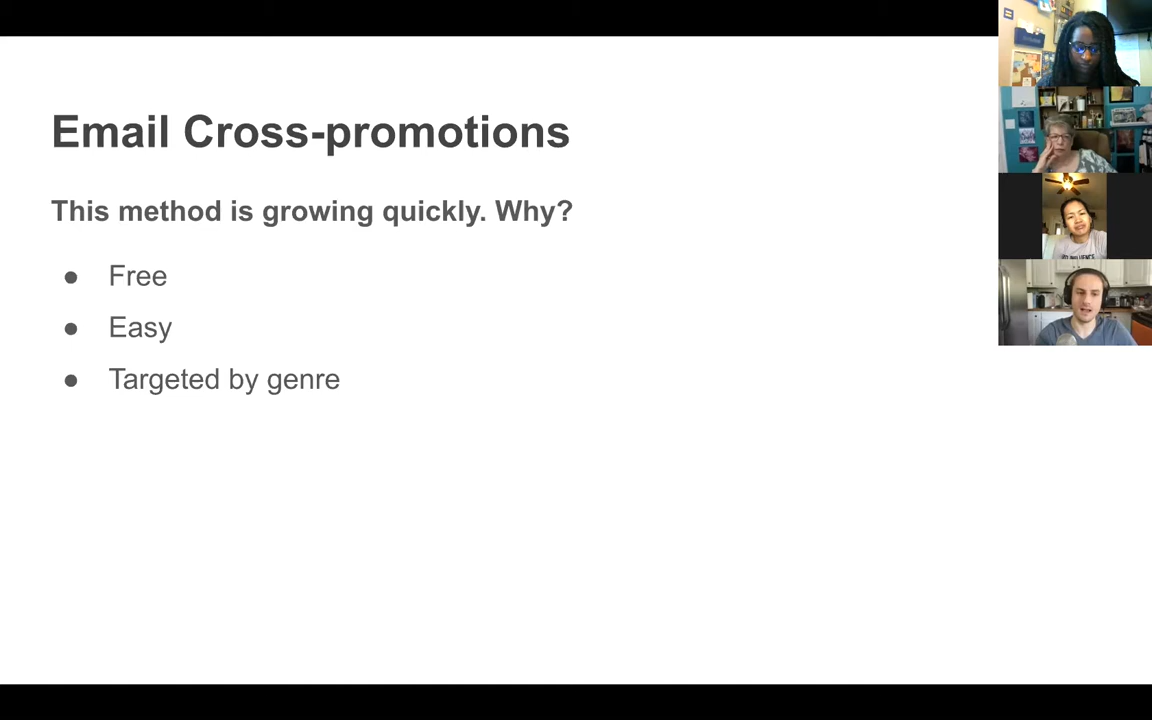 Email Cross-promotions
This method is growing quickly. Why?
● Free
● Easy
● Targeted by genre